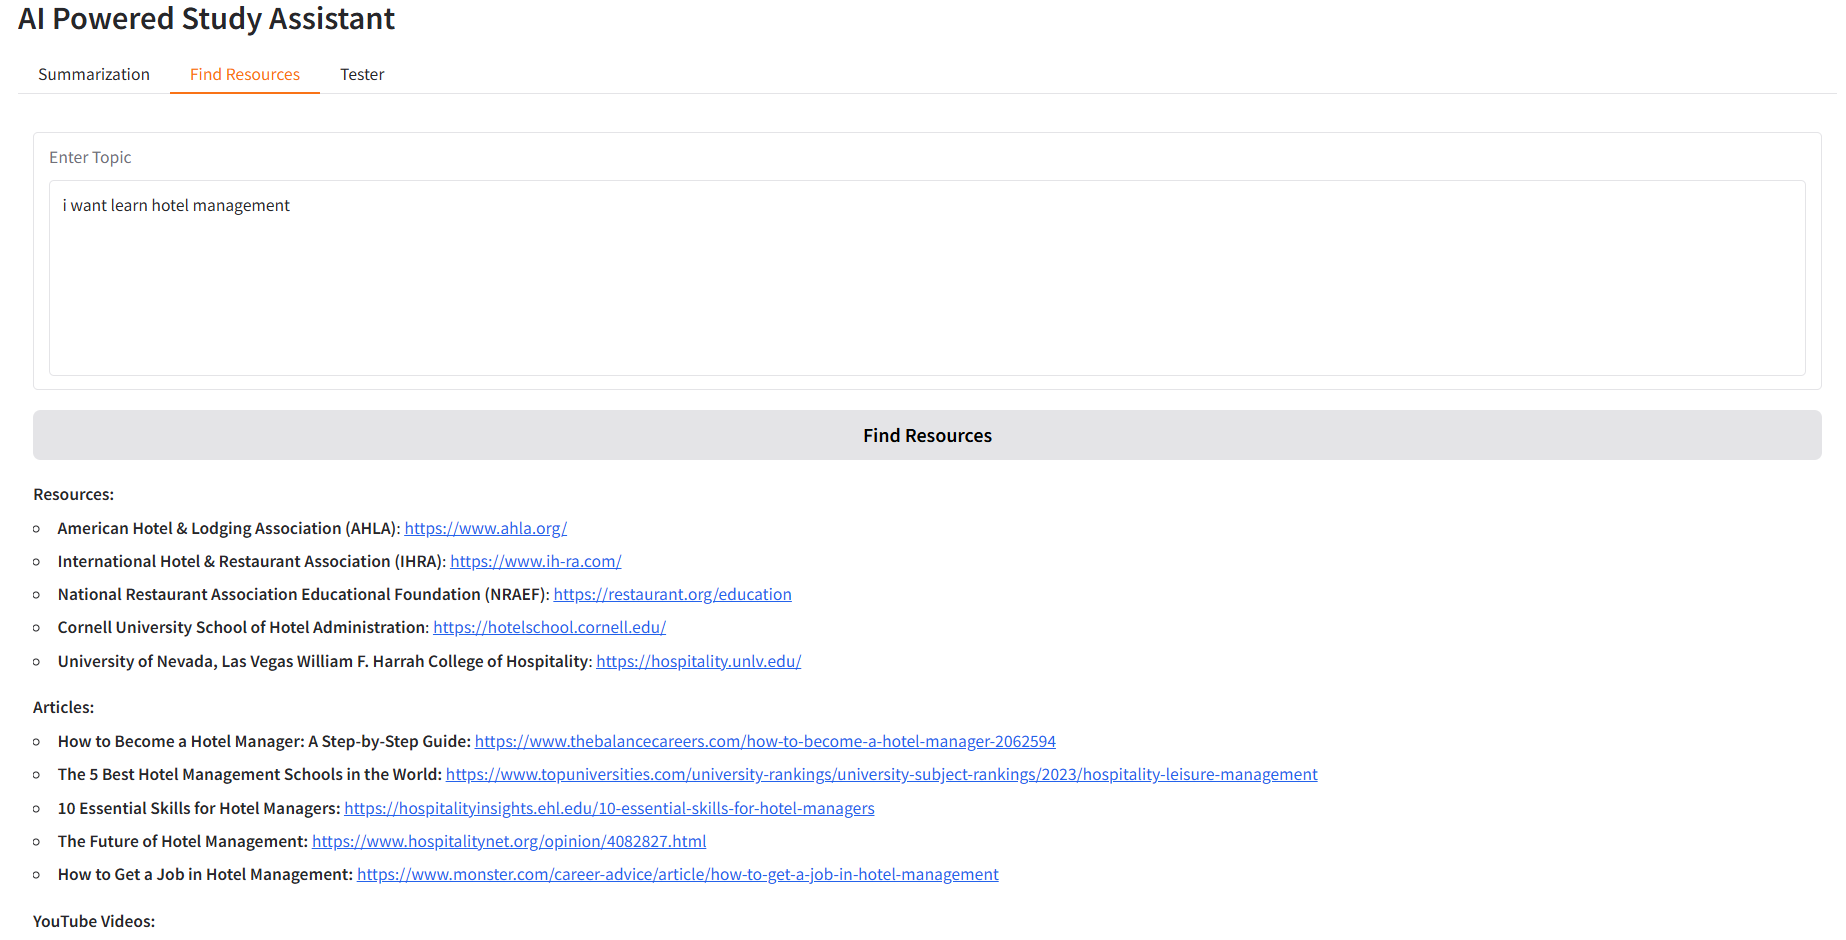 AI Powered Study Assistant
Summarization Find Resources Tester
Enter Topic
i want learn hotel management
Find Resources
Resources:
American Hotel & Lodging Association (AHLA): https://www.ahla.org/
International Hotel & Restaurant Association (IHRA): https://www.ih-ra.com/
National Restaurant Association Educational Foundation (NRAEF): https://restaurant.org/education
Cornell University School of Hotel Administration: https://hotelschool.cornell.edu/
University of Nevada, Las Vegas William F. Harrah College of Hospitality: https://hospitality.unlv.edu/
Articles:
How to Become a Hotel Manager: A Step-by-Step Guide: https://www.thebalancecareers.com/how-to-become-a-hotel-manager-2062594
The 5 Best Hotel Management Schools in the World: https://www.topuniversities.com/university-rankings/university-subject-rankings/2023/hospitality-leisure-management
10 Essential Skills for Hotel Managers: https://hospitalityinsights.ehl.edu/10-essential-skills-for-hotel-managers
The Future of Hotel Management: https://www.hospitalitynet.org/opinion/4082827.html
How to Get a Job in Hotel Management: https://www.monster.com/career-advice/article/how-to-get-a-job-in-hotel-management
YouTube Videos: